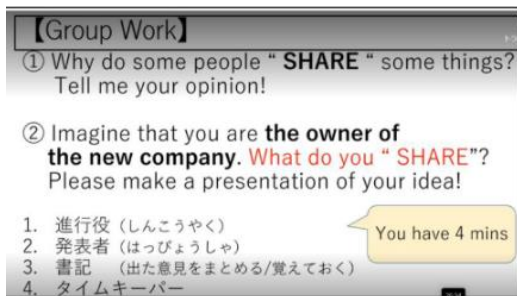 【Group Work】
① Why do some people “ SHARE “ some things?
Tell me your opinion!
② Imagine that you are the owner of
the new company. What do you “ SHARE”?
Please make a presentation of your idea!
1. 進行役（しんこうやく）
2. 発表者（はっぴょうしゃ）
3. 書記　（出た意見をまとめる/覚えておく）
4. タイムキーパー
You have 4 mins